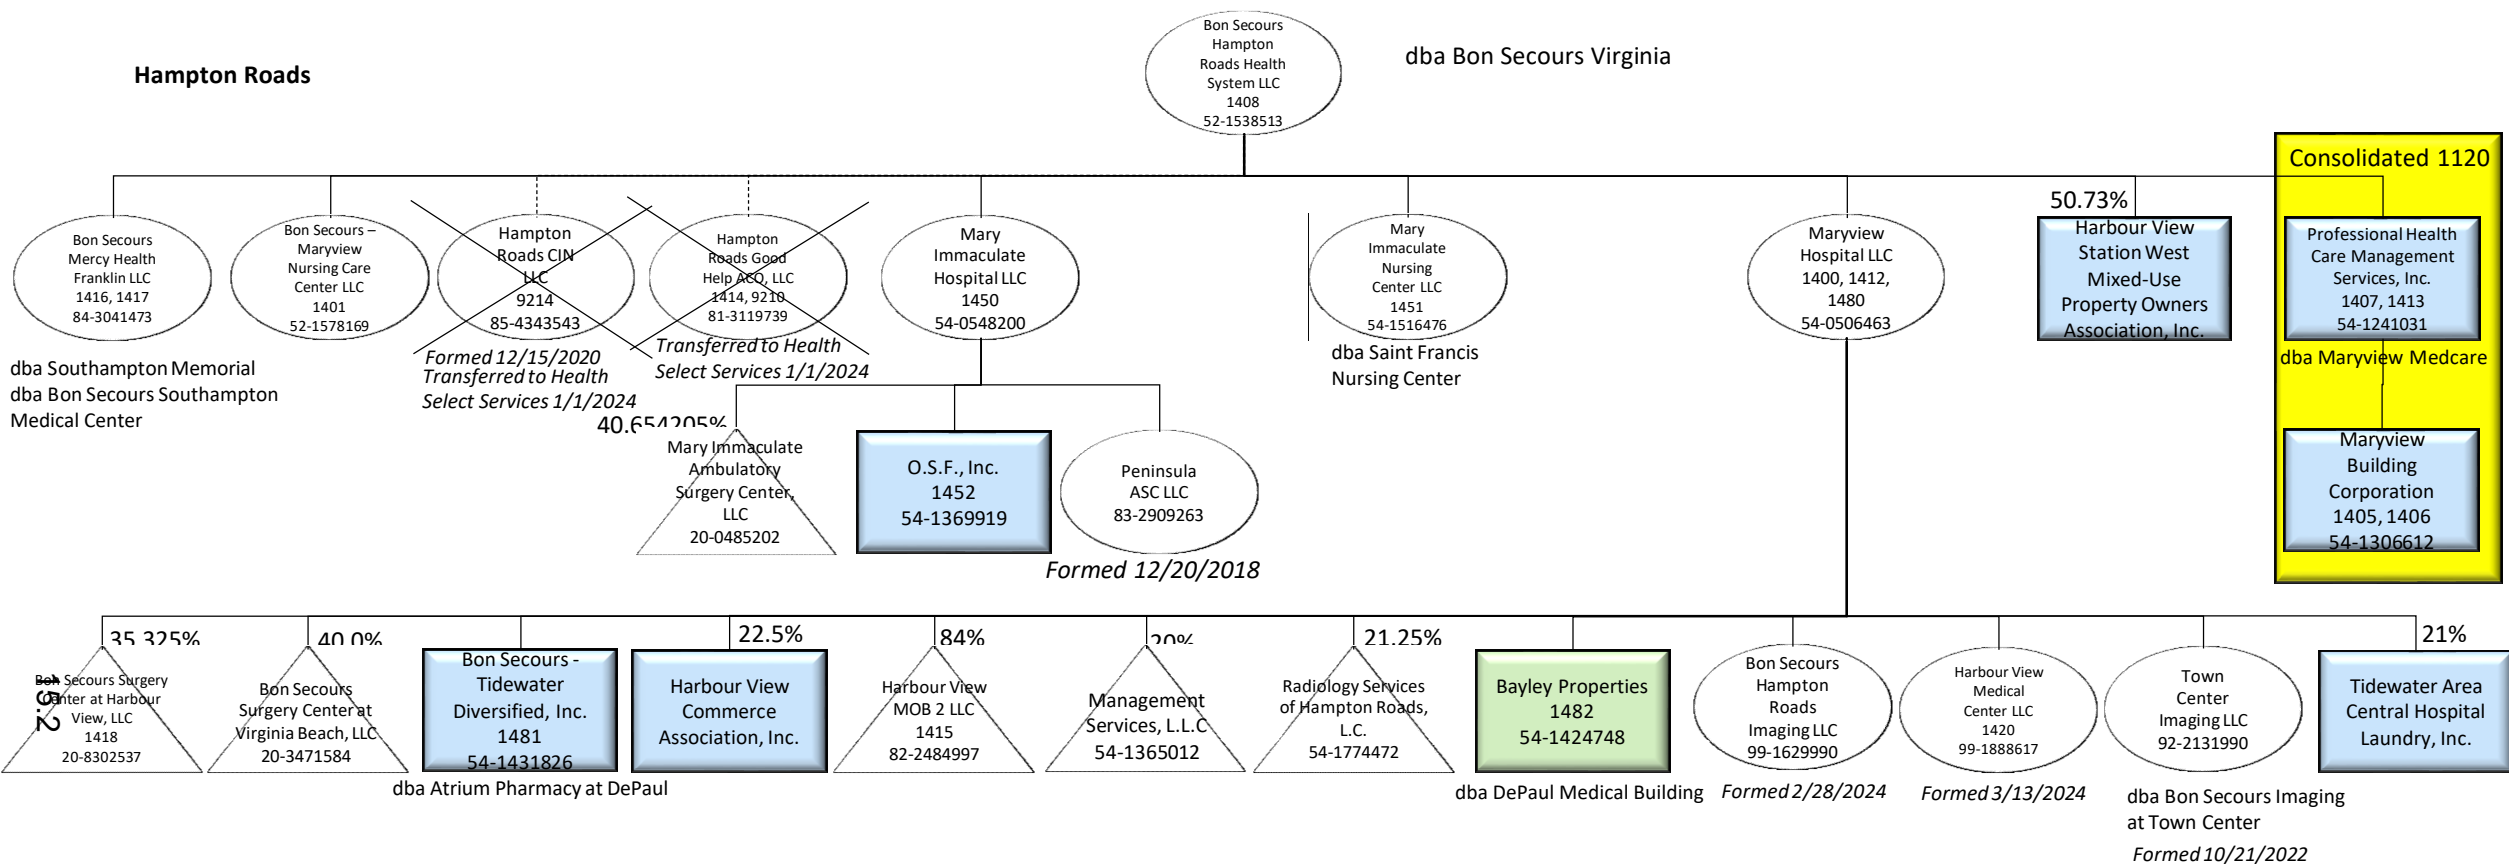 Hampton Roads
Bon Secours
Hampton
Roads Health
System LLC
1408
52-1538513
dba Bon Secours Virginia
Consolidated 1120
50.73%
Bon Secours
Mercy Health
Franklin LLC
1416, 1417
84-3041473
dba Southampton Memorial
dba Bon Secours Southampton
Medical Center
Bon Secours –
Maryview
Nursing Care
Center LLC
1401
52-1578169
Hampton
Roads CIN
LLC
9214
85-4343543
Formed 12/15/2020
Transferred to Health
Select Services 1/1/2024
Hampton
Roads Good
Help ACO, LLC
1414, 9210
81-3119739
Transferred to Health
Select Services 1/1/2024
Mary
Immaculate
Hospital LLC
1450
54-0548200
Mary
Immaculate
Nursing
Center LLC
1451
54-1516476
dba Saint Francis
Nursing Center
Maryview
Hospital LLC
1400, 1412,
1480
54-0506463
Harbour View
Station West
Mixed-Use
Property Owners
Association, Inc.
Professional Health
Care Management
Services, Inc.
1407, 1413
54-1241031
dba Maryview Medcare
40.654205%
Mary Immaculate
Ambulatory
Surgery Center,
LLC
20-0485202
O.S.F., Inc.
1452
54-1369919
Peninsula
ASC LLC
83-2909263
Formed 12/20/2018
Maryview
Building
Corporation
1405, 1406
54-1306612
35.325%
Bon Secours Surgery
Center at Harbour
View, LLC
1418
20-8302537
40.0%
Bon Secours
Surgery Center at
Virginia Beach, LLC
20-3471584
Bon Secours -
Tidewater
Diversified, Inc.
1481
54-1431826
dba Atrium Pharmacy at DePaul
22.5%
Harbour View
Commerce
Association, Inc.
84%
Harbour View
MOB 2 LLC
1415
82-2484997
20%
Management
Services, L.L.C
54-1365012
21.25%
Radiology Services
of Hampton Roads,
L.C.
54-1774472
Bayley Properties
1482
54-1424748
dba DePaul Medical Building
Bon Secours
Hampton
Roads
Imaging LLC
99-1629990
Formed 2/28/2024
Harbour View
Medical
Center LLC
1420
99-1888617
Formed 3/13/2024
Town
Center
Imaging LLC
92-2131990
dba Bon Secours Imaging
at Town Center
Formed 10/21/2022
21%
Tidewater Area
Central Hospital
Laundry, Inc.